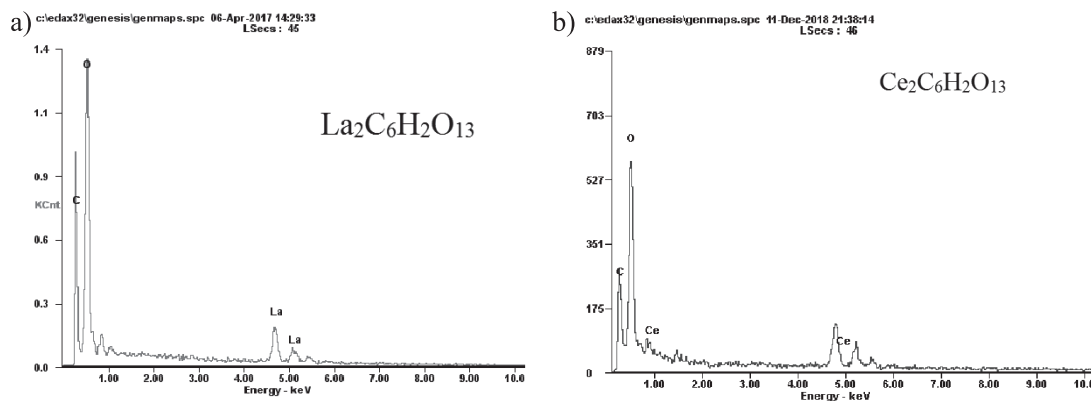 a)
c:\edax32\genesis\genmaps.spc 06-Apr-2017 14:29:33
LSecs : 45
1.4
1.1
0.9
KCnt
0.6
0.3
0.0
C
O
La₂C₆H₂O₁₃
La
La
1.00 2.00 3.00 4.00 5.00 6.00 7.00 8.00 9.00 10.0
Energy - keV
b)
c:\edax32\genesis\genmaps.spc 11-Dec-2018 21:38:14
LSecs : 46
879
703
527
351
175
0
Ce₂C₆H₂O₁₃
O
C
Ce
Ce
1.00 2.00 3.00 4.00 5.00 6.00 7.00 8.00 9.00 10.0
Energy - keV